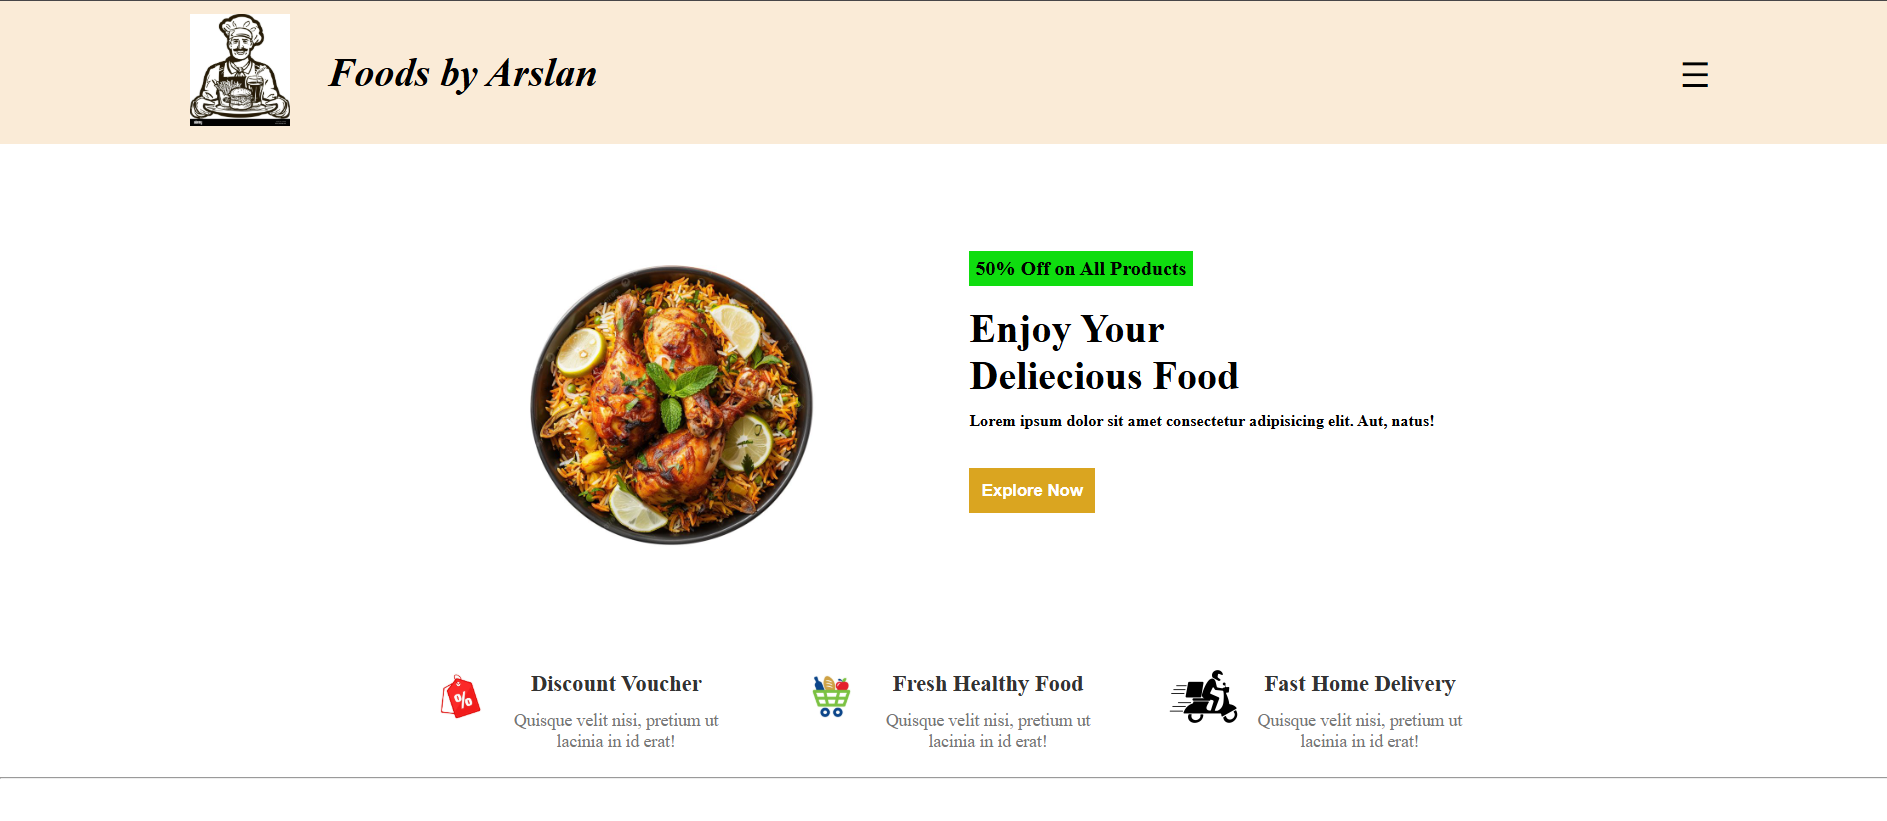 Foods by Arslan
50% Off on All Products
Enjoy Your
Deliecious Food
Lorem ipsum dolor sit amet consectetur adipisicing elit. Aut, natus!
Explore Now
%
Discount Voucher
Quisque velit nisi, pretium ut
lacinia in id erat!
Fresh Healthy Food
Quisque velit nisi, pretium ut
lacinia in id erat!
Fast Home Delivery
Quisque velit nisi, pretium ut
lacinia in id erat!